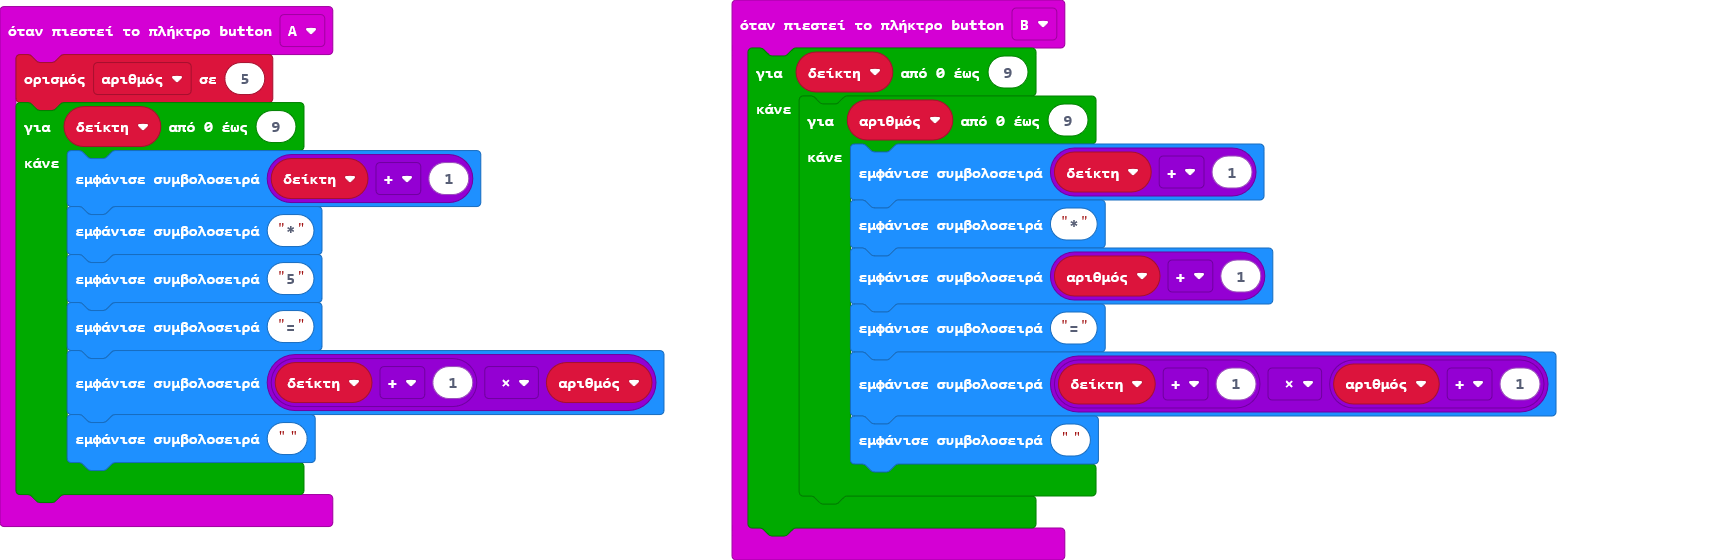 όταν πιεστεί το πλήκτρο button A
ορισμός αριθμός σε 5
για δείκτη από 0 έως 9
κάνε
εμφάνισε συμβολοσειρά δείκτη + 1
εμφάνισε συμβολοσειρά "*"
εμφάνισε συμβολοσειρά "5"
εμφάνισε συμβολοσειρά "="
εμφάνισε συμβολοσειρά δείκτη + 1 × αριθμός
εμφάνισε συμβολοσειρά " "
όταν πιεστεί το πλήκτρο button B
για δείκτη από 0 έως 9
κάνε
για αριθμός από 0 έως 9
κάνε
εμφάνισε συμβολοσειρά δείκτη + 1
εμφάνισε συμβολοσειρά "*"
εμφάνισε συμβολοσειρά αριθμός + 1
εμφάνισε συμβολοσειρά "="
εμφάνισε συμβολοσειρά δείκτη + 1 × αριθμός + 1
εμφάνισε συμβολοσειρά " "